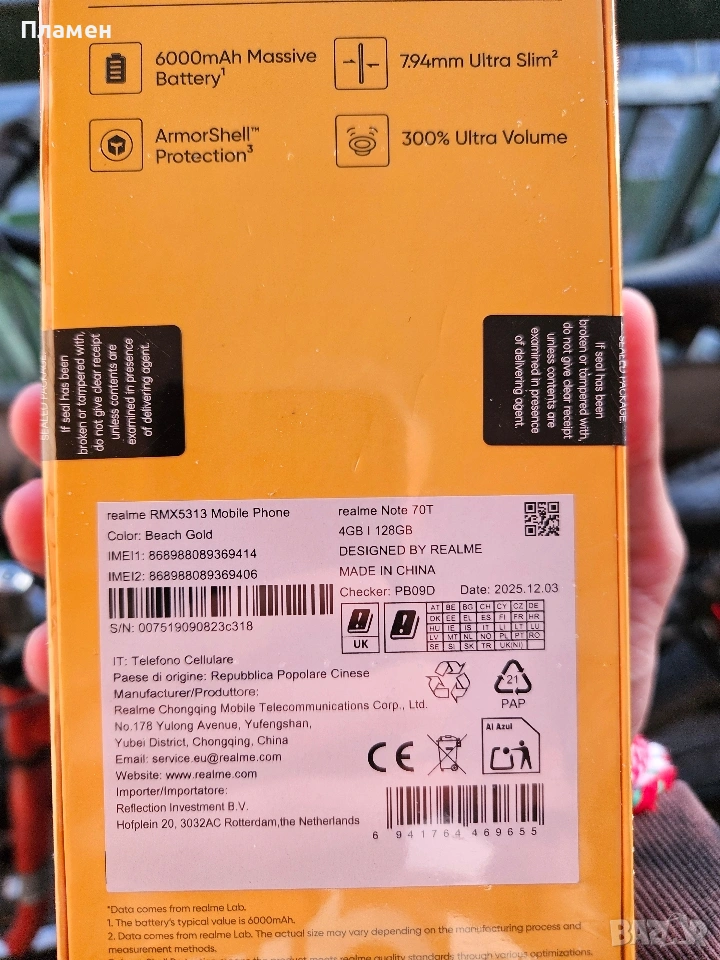 Пламен
6000mAh Massive
Battery¹
7.94mm Ultra Slim²
ArmorShell™
Protection³
300% Ultra Volume
SEALED PACKAGE
If seal has been
broken or tampered with,
do not give clear receipt
unless contents are
examined in presence
of delivering agent.
SEALED PACKAGE
If seal has been
broken or tampered with,
do not give clear receipt
unless contents are
examined in presence
of delivering agent.
realme RMX5313 Mobile Phone
Color: Beach Gold
IMEI1: 868988089369414
IMEI2: 868988089369406
S/N: 007519090823c318
realme Note 70T
4GB | 128GB
DESIGNED BY REALME
MADE IN CHINA
Checker: PB09D Date: 2025.12.03
UK
AT BE BG CH CY CZ DE
DK EE EL ES FI FR HR
HU IE IS IT LI LT LU
LV MT NL NO PL PT RO
SE SI SK TR UK(NI)
IT: Telefono Cellulare
Paese di origine: Repubblica Popolare Cinese
Manufacturer/Produttore:
Realme Chongqing Mobile Telecommunications Corp., Ltd.
No.178 Yulong Avenue, Yufengshan,
Yubei District, Chongqing, China
Email: service.eu@realme.com
Website: www.realme.com
Importer/Importatore:
Reflection Investment B.V.
Hofplein 20, 3032AC Rotterdam,the Netherlands
21
PAP
CE
Al Azul
6 941764 469655
*Data comes from realme Lab.
1. The battery's typical value is 6000mAh.
2. Data comes from realme Lab. The actual size may vary depending on the manufacturing process and
measurement methods.
meets realme quality standards through various optimizations.
Bazar